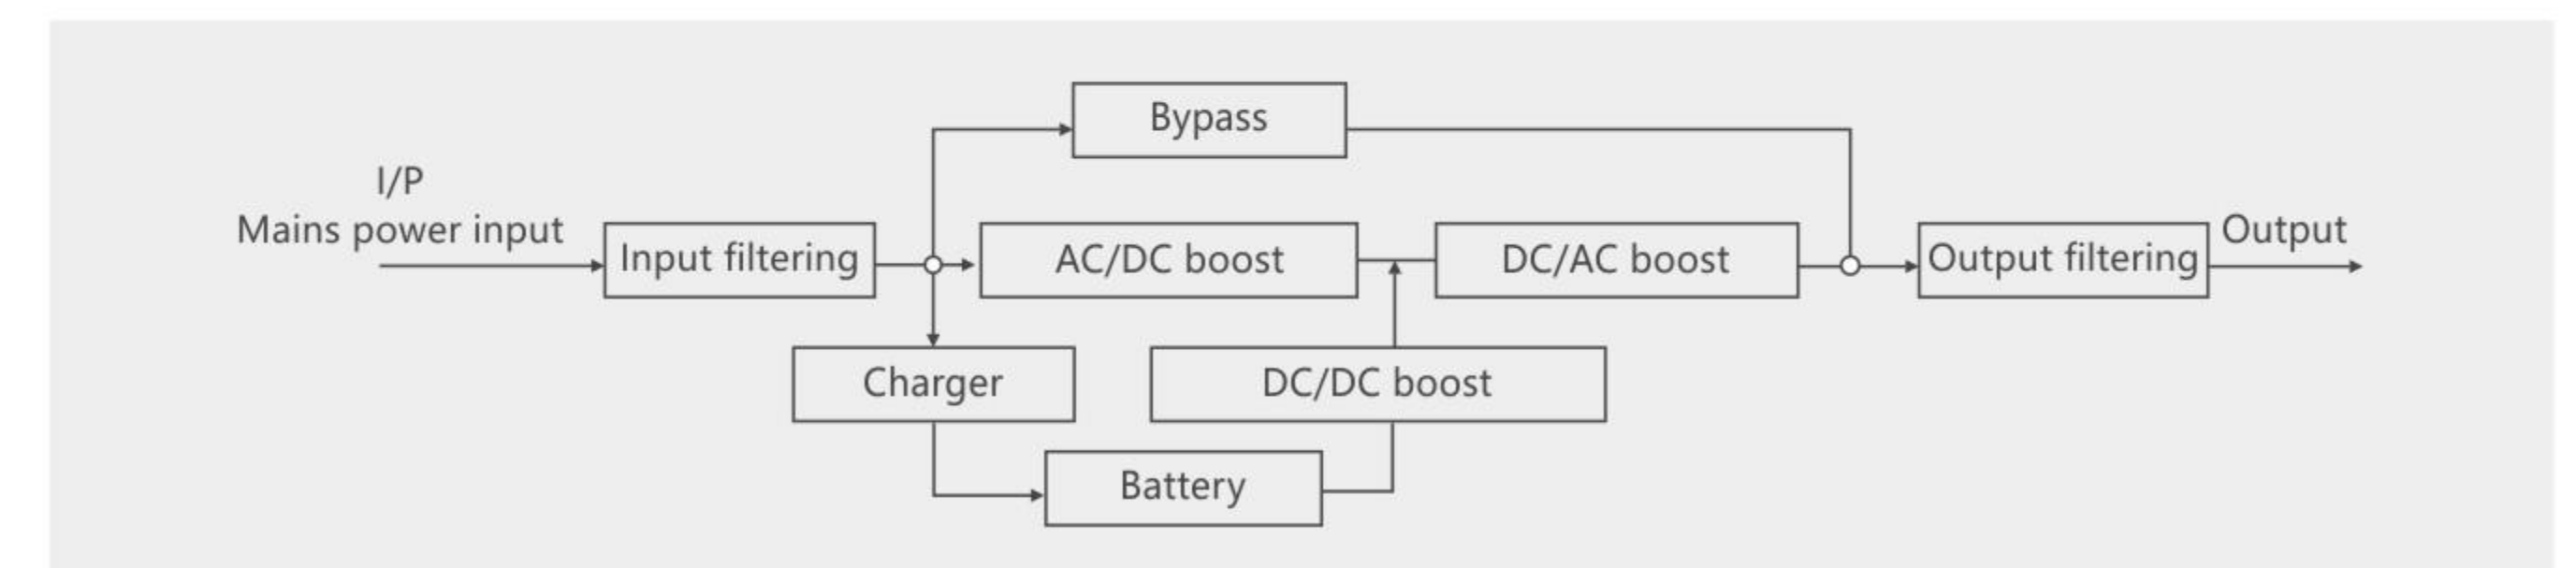 Bypass
I/P
Mains power input
Input filtering
AC/DC boost
DC/AC boost
Output filtering
Output
Charger
DC/DC boost
Battery